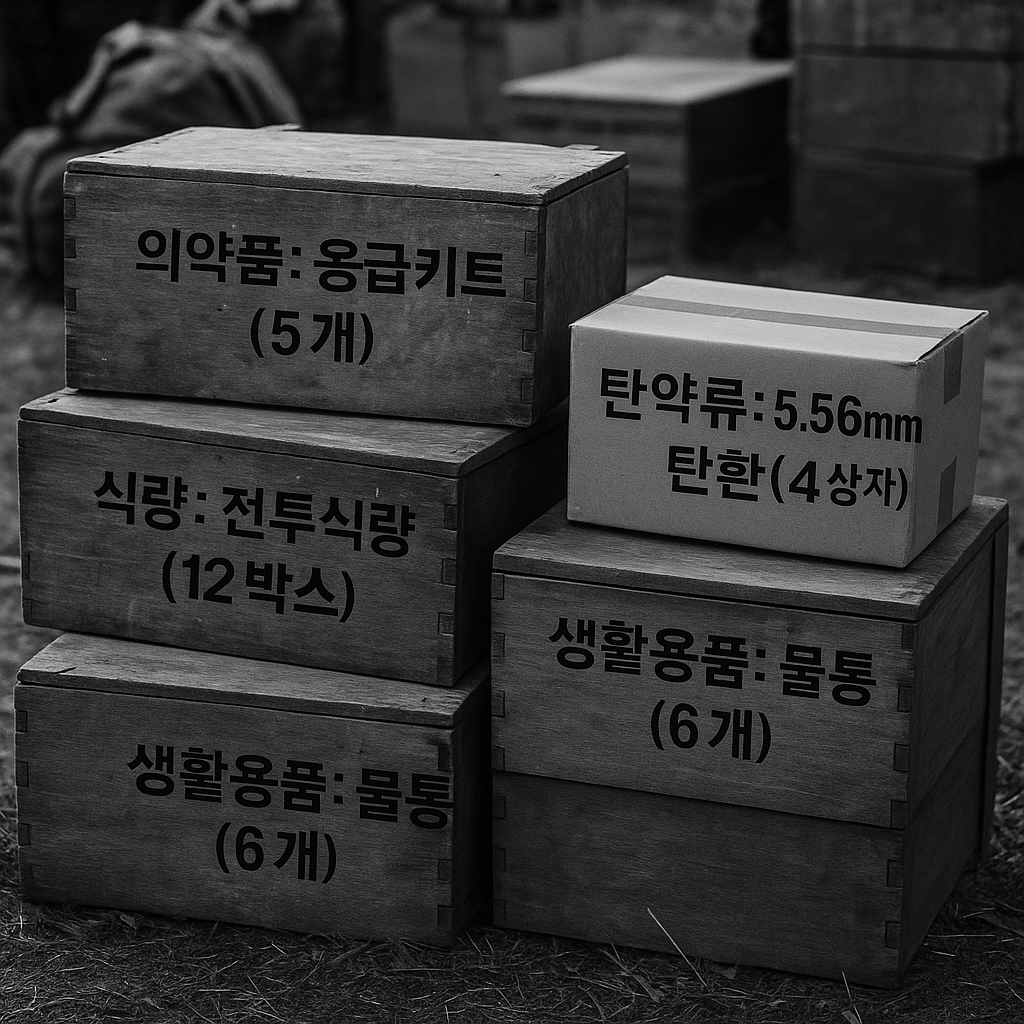 의약품: 응급키트
(5개)
식량: 전투식량
(12박스)
생활용품: 물통
(6개)
탄약류: 5.56mm
탄환(4상자)
생활용품: 물통
(6개)